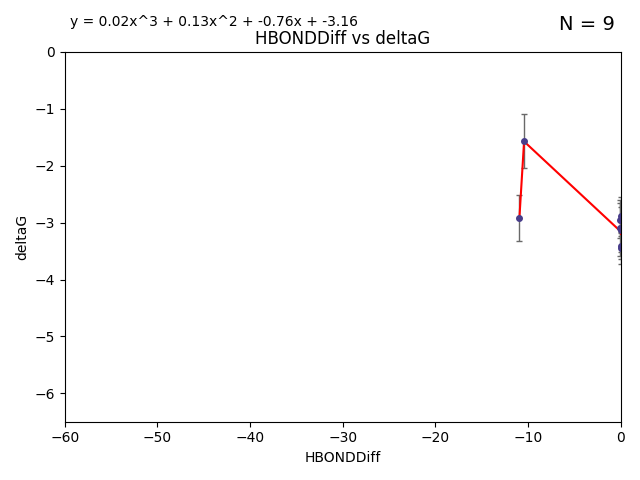 y = 0.02x^3 + 0.13x^2 + -0.76x + -3.16
N = 9
HBONDDiff vs deltaG
0
−1
−2
−3
−4
−5
−6
deltaG
−60 −50 −40 −30 −20 −10 0
HBONDDiff